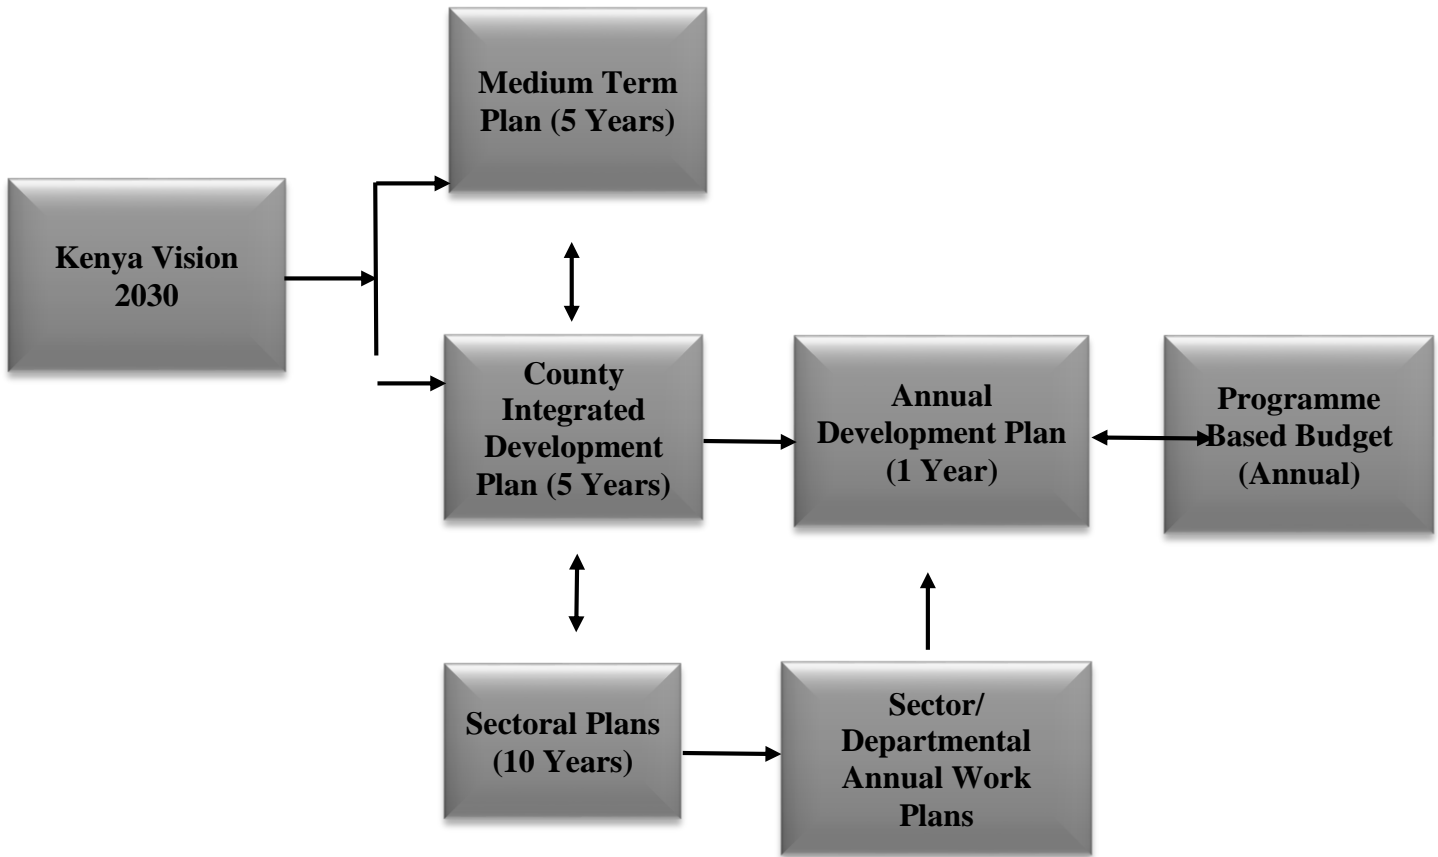 Medium Term
Plan (5 Years)
Kenya Vision
2030
County
Integrated
Development
Plan (5 Years)
Annual
Development Plan
(1 Year)
Programme
Based Budget
(Annual)
Sectoral Plans
(10 Years)
Sector/
Departmental
Annual Work
Plans